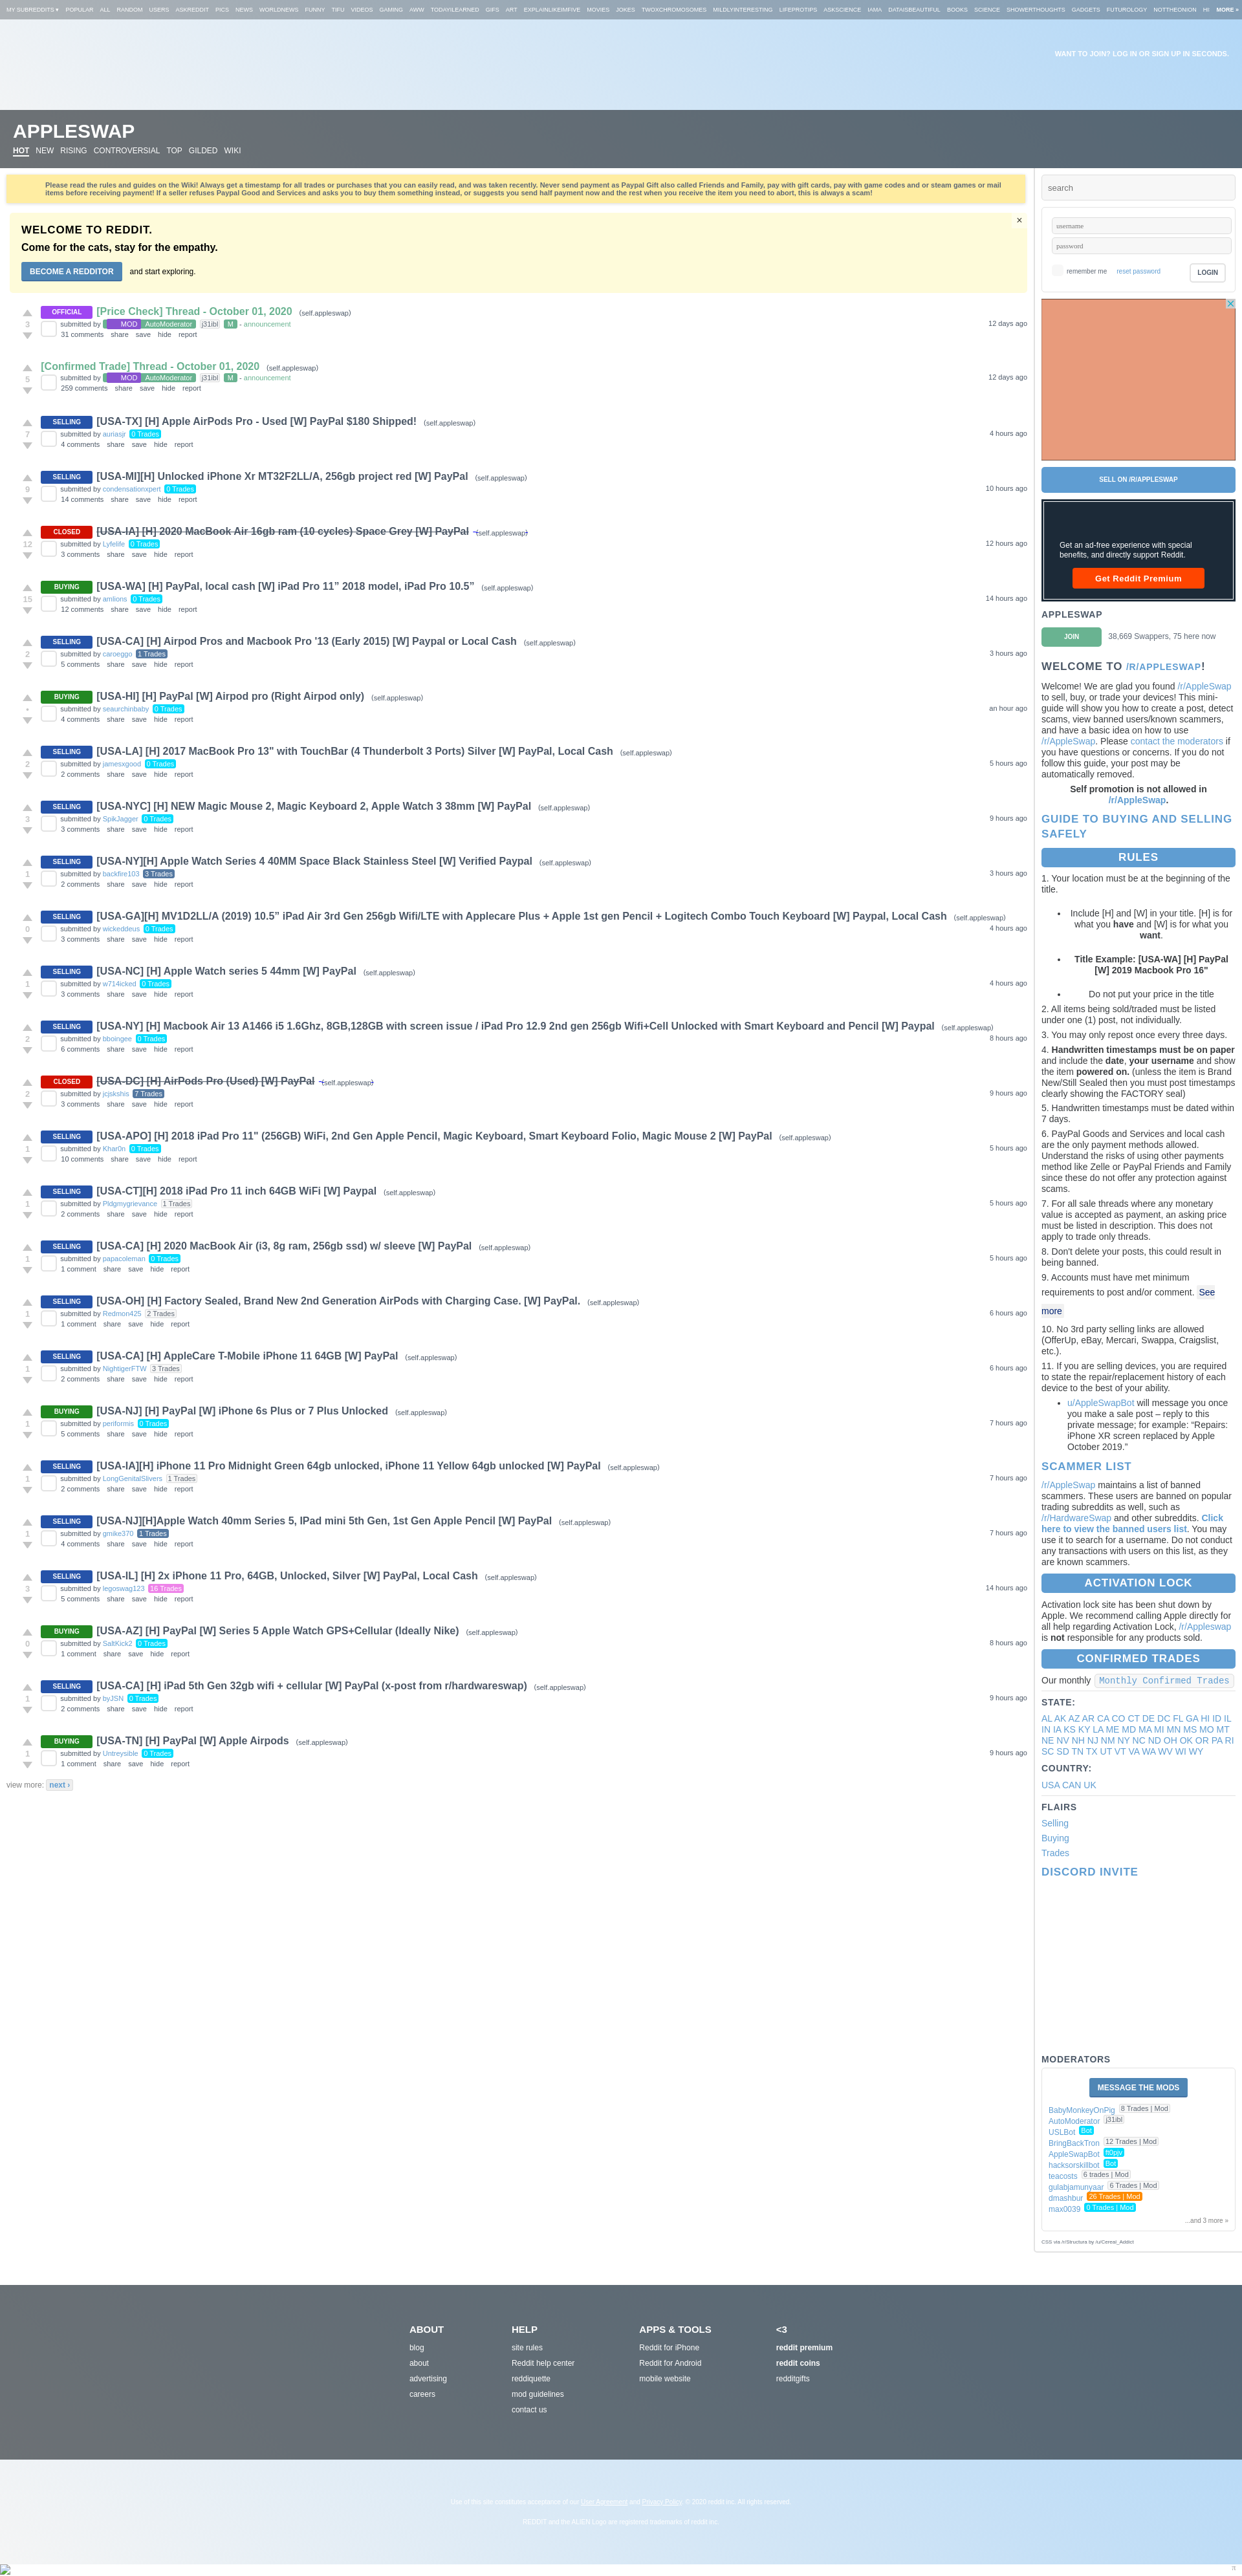 MY SUBREDDITS ▾ POPULAR ALL RANDOM USERS ASKREDDIT PICS NEWS WORLDNEWS FUNNY TIFU VIDEOS GAMING AWW TODAYILEARNED GIFS ART EXPLAINLIKEIMFIVE MOVIES JOKES TWOXCHROMOSOMES MILDLYINTERESTING LIFEPROTIPS ASKSCIENCE IAMA DATAISBEAUTIFUL BOOKS SCIENCE SHOWERTHOUGHTS GADGETS FUTUROLOGY NOTTHEONION HI MORE »
WANT TO JOIN? LOG IN OR SIGN UP IN SECONDS.
APPLESWAP
HOT NEW RISING CONTROVERSIAL TOP GILDED WIKI
Please read the rules and guides on the Wiki! Always get a timestamp for all trades or purchases that you can easily read, and was taken recently. Never send payment as Paypal Gift also called Friends and Family, pay with gift cards, pay with game codes and or steam games or mail
items before receiving payment! If a seller refuses Paypal Good and Services and asks you to buy them something instead, or suggests you send half payment now and the rest when you receive the item you need to abort, this is always a scam!
×
WELCOME TO REDDIT.
Come for the cats, stay for the empathy.
BECOME A REDDITOR and start exploring.
OFFICIAL [Price Check] Thread - October 01, 2020 (self.appleswap)
3 submitted by MOD AutoModerator j31ibl M - announcement 12 days ago
31 comments share save hide report
[Confirmed Trade] Thread - October 01, 2020 (self.appleswap)
5 submitted by MOD AutoModerator j31ibl M - announcement 12 days ago
259 comments share save hide report
SELLING [USA-TX] [H] Apple AirPods Pro - Used [W] PayPal $180 Shipped! (self.appleswap)
7 submitted by auriasjr 0 Trades 4 hours ago
4 comments share save hide report
SELLING [USA-MI][H] Unlocked iPhone Xr MT32F2LL/A, 256gb project red [W] PayPal (self.appleswap)
9 submitted by condensationxpert 0 Trades 10 hours ago
14 comments share save hide report
CLOSED [USA-IA] [H] 2020 MacBook Air 16gb ram (10 cycles) Space Grey [W] PayPal (self.appleswap)
12 submitted by Lyfelife 0 Trades 12 hours ago
3 comments share save hide report
BUYING [USA-WA] [H] PayPal, local cash [W] iPad Pro 11” 2018 model, iPad Pro 10.5” (self.appleswap)
15 submitted by amlions 0 Trades 14 hours ago
12 comments share save hide report
SELLING [USA-CA] [H] Airpod Pros and Macbook Pro '13 (Early 2015) [W] Paypal or Local Cash (self.appleswap)
2 submitted by caroeggo 1 Trades 3 hours ago
5 comments share save hide report
BUYING [USA-HI] [H] PayPal [W] Airpod pro (Right Airpod only) (self.appleswap)
• submitted by seaurchinbaby 0 Trades an hour ago
4 comments share save hide report
SELLING [USA-LA] [H] 2017 MacBook Pro 13" with TouchBar (4 Thunderbolt 3 Ports) Silver [W] PayPal, Local Cash (self.appleswap)
2 submitted by jamesxgood 0 Trades 5 hours ago
2 comments share save hide report
SELLING [USA-NYC] [H] NEW Magic Mouse 2, Magic Keyboard 2, Apple Watch 3 38mm [W] PayPal (self.appleswap)
3 submitted by SpikJagger 0 Trades 9 hours ago
3 comments share save hide report
SELLING [USA-NY][H] Apple Watch Series 4 40MM Space Black Stainless Steel [W] Verified Paypal (self.appleswap)
1 submitted by backfire103 3 Trades 3 hours ago
2 comments share save hide report
SELLING [USA-GA][H] MV1D2LL/A (2019) 10.5” iPad Air 3rd Gen 256gb Wifi/LTE with Applecare Plus + Apple 1st gen Pencil + Logitech Combo Touch Keyboard [W] Paypal, Local Cash (self.appleswap)
0 submitted by wickeddeus 0 Trades 4 hours ago
3 comments share save hide report
SELLING [USA-NC] [H] Apple Watch series 5 44mm [W] PayPal (self.appleswap)
1 submitted by w714icked 0 Trades 4 hours ago
3 comments share save hide report
SELLING [USA-NY] [H] Macbook Air 13 A1466 i5 1.6Ghz, 8GB,128GB with screen issue / iPad Pro 12.9 2nd gen 256gb Wifi+Cell Unlocked with Smart Keyboard and Pencil [W] Paypal (self.appleswap)
2 submitted by bboingee 0 Trades 8 hours ago
6 comments share save hide report
CLOSED [USA-DC] [H] AirPods Pro (Used) [W] PayPal (self.appleswap)
2 submitted by jcjskshis 7 Trades 9 hours ago
3 comments share save hide report
SELLING [USA-APO] [H] 2018 iPad Pro 11" (256GB) WiFi, 2nd Gen Apple Pencil, Magic Keyboard, Smart Keyboard Folio, Magic Mouse 2 [W] PayPal (self.appleswap)
1 submitted by Khar0n 0 Trades 5 hours ago
10 comments share save hide report
SELLING [USA-CT][H] 2018 iPad Pro 11 inch 64GB WiFi [W] Paypal (self.appleswap)
1 submitted by Pldgmygrievance 1 Trades 5 hours ago
2 comments share save hide report
SELLING [USA-CA] [H] 2020 MacBook Air (i3, 8g ram, 256gb ssd) w/ sleeve [W] PayPal (self.appleswap)
1 submitted by papacoleman 0 Trades 5 hours ago
1 comment share save hide report
SELLING [USA-OH] [H] Factory Sealed, Brand New 2nd Generation AirPods with Charging Case. [W] PayPal. (self.appleswap)
1 submitted by Redmon425 2 Trades 6 hours ago
1 comment share save hide report
SELLING [USA-CA] [H] AppleCare T-Mobile iPhone 11 64GB [W] PayPal (self.appleswap)
1 submitted by NightigerFTW 3 Trades 6 hours ago
2 comments share save hide report
BUYING [USA-NJ] [H] PayPal [W] iPhone 6s Plus or 7 Plus Unlocked (self.appleswap)
1 submitted by periformis 0 Trades 7 hours ago
5 comments share save hide report
SELLING [USA-IA][H] iPhone 11 Pro Midnight Green 64gb unlocked, iPhone 11 Yellow 64gb unlocked [W] PayPal (self.appleswap)
1 submitted by LongGenitalSlivers 1 Trades 7 hours ago
2 comments share save hide report
SELLING [USA-NJ][H]Apple Watch 40mm Series 5, IPad mini 5th Gen, 1st Gen Apple Pencil [W] PayPal (self.appleswap)
1 submitted by gmike370 1 Trades 7 hours ago
4 comments share save hide report
SELLING [USA-IL] [H] 2x iPhone 11 Pro, 64GB, Unlocked, Silver [W] PayPal, Local Cash (self.appleswap)
3 submitted by legoswag123 16 Trades 14 hours ago
5 comments share save hide report
BUYING [USA-AZ] [H] PayPal [W] Series 5 Apple Watch GPS+Cellular (Ideally Nike) (self.appleswap)
0 submitted by SaltKick2 0 Trades 8 hours ago
1 comment share save hide report
SELLING [USA-CA] [H] iPad 5th Gen 32gb wifi + cellular [W] PayPal (x-post from r/hardwareswap) (self.appleswap)
1 submitted by byJSN 0 Trades 9 hours ago
2 comments share save hide report
BUYING [USA-TN] [H] PayPal [W] Apple Airpods (self.appleswap)
1 submitted by Untreysible 0 Trades 9 hours ago
1 comment share save hide report
view more: next ›
search
username
password
remember me reset password LOGIN
SELL ON /R/APPLESWAP
Get an ad-free experience with special
benefits, and directly support Reddit.
Get Reddit Premium
APPLESWAP
JOIN 38,669 Swappers, 75 here now
WELCOME TO /R/APPLESWAP!
Welcome! We are glad you found /r/AppleSwap
to sell, buy, or trade your devices! This mini-
guide will show you how to create a post, detect
scams, view banned users/known scammers,
and have a basic idea on how to use
/r/AppleSwap. Please contact the moderators if
you have questions or concerns. If you do not
follow this guide, your post may be
automatically removed.
Self promotion is not allowed in
/r/AppleSwap.
GUIDE TO BUYING AND SELLING
SAFELY
RULES
1. Your location must be at the beginning of the
title.
• Include [H] and [W] in your title. [H] is for
what you have and [W] is for what you
want.
• Title Example: [USA-WA] [H] PayPal
[W] 2019 Macbook Pro 16"
• Do not put your price in the title
2. All items being sold/traded must be listed
under one (1) post, not individually.
3. You may only repost once every three days.
4. Handwritten timestamps must be on paper
and include the date, your username and show
the item powered on. (unless the item is Brand
New/Still Sealed then you must post timestamps
clearly showing the FACTORY seal)
5. Handwritten timestamps must be dated within
7 days.
6. PayPal Goods and Services and local cash
are the only payment methods allowed.
Understand the risks of using other payments
method like Zelle or PayPal Friends and Family
since these do not offer any protection against
scams.
7. For all sale threads where any monetary
value is accepted as payment, an asking price
must be listed in description. This does not
apply to trade only threads.
8. Don't delete your posts, this could result in
being banned.
9. Accounts must have met minimum
requirements to post and/or comment. See
more
10. No 3rd party selling links are allowed
(OfferUp, eBay, Mercari, Swappa, Craigslist,
etc.).
11. If you are selling devices, you are required
to state the repair/replacement history of each
device to the best of your ability.
• u/AppleSwapBot will message you once
you make a sale post – reply to this
private message; for example: “Repairs:
iPhone XR screen replaced by Apple
October 2019.”
SCAMMER LIST
/r/AppleSwap maintains a list of banned
scammers. These users are banned on popular
trading subreddits as well, such as
/r/HardwareSwap and other subreddits. Click
here to view the banned users list. You may
use it to search for a username. Do not conduct
any transactions with users on this list, as they
are known scammers.
ACTIVATION LOCK
Activation lock site has been shut down by
Apple. We recommend calling Apple directly for
all help regarding Activation Lock, /r/Appleswap
is not responsible for any products sold.
CONFIRMED TRADES
Our monthly Monthly Confirmed Trades
STATE:
AL AK AZ AR CA CO CT DE DC FL GA HI ID IL
IN IA KS KY LA ME MD MA MI MN MS MO MT
NE NV NH NJ NM NY NC ND OH OK OR PA RI
SC SD TN TX UT VT VA WA WV WI WY
COUNTRY:
USA CAN UK
FLAIRS
Selling
Buying
Trades
DISCORD INVITE
MODERATORS
MESSAGE THE MODS
BabyMonkeyOnPig 8 Trades | Mod
AutoModerator j31ibl
USLBot Bot
BringBackTron 12 Trades | Mod
AppleSwapBot ft0pjv
hacksorskillbot Bot
teacosts 6 trades | Mod
gulabjamunyaar 6 Trades | Mod
dmashbur 26 Trades | Mod
max0039 0 Trades | Mod
...and 3 more »
CSS via /r/Structura by /u/Cereal_Addict
ABOUT
blog
about
advertising
careers
HELP
site rules
Reddit help center
reddiquette
mod guidelines
contact us
APPS & TOOLS
Reddit for iPhone
Reddit for Android
mobile website
<3
reddit premium
reddit coins
redditgifts
Use of this site constitutes acceptance of our User Agreement and Privacy Policy. © 2020 reddit inc. All rights reserved.
REDDIT and the ALIEN Logo are registered trademarks of reddit inc.
π